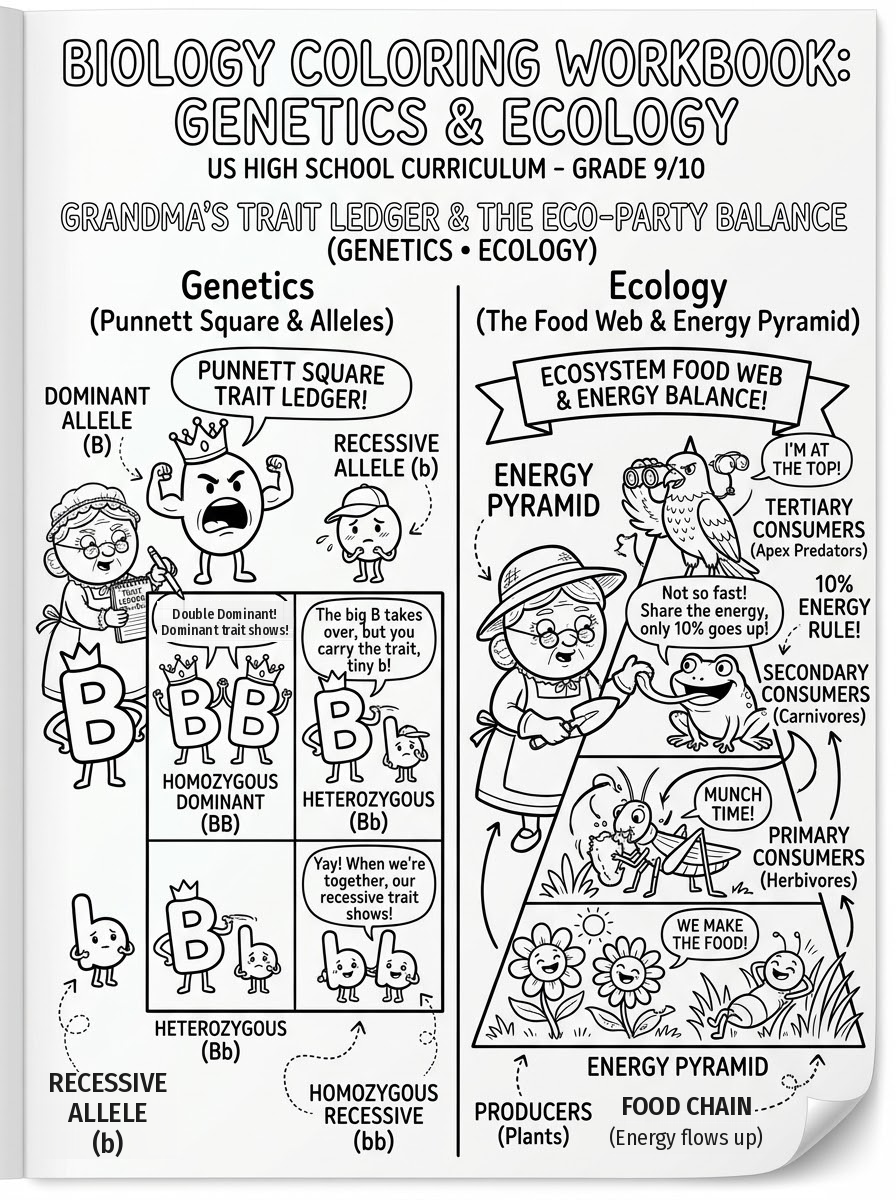 BIOLOGY COLORING WORKBOOK:
GENETICS & ECOLOGY
US HIGH SCHOOL CURRICULUM – GRADE 9/10
GRANDMA'S TRAIT LEDGER & THE ECO-PARTY BALANCE
(GENETICS • ECOLOGY)
Genetics
(Punnett Square & Alleles)
PUNNETT SQUARE
TRAIT LEDGER!
DOMINANT
ALLELE
(B)
RECESSIVE
ALLELE (b)
TRAIT
Double Dominant!
Dominant trait shows!
The big B takes
over, but you
carry the trait,
tiny b!
B
B B
B b
HOMOZYGOUS
DOMINANT
(BB)
HETEROZYGOUS
(Bb)
Yay! When we're
together, our
recessive trait
shows!
b
B b
b b
HETEROZYGOUS
(Bb)
RECESSIVE
ALLELE
(b)
HOMOZYGOUS
RECESSIVE
(bb)
Ecology
(The Food Web & Energy Pyramid)
ECOSYSTEM FOOD WEB
& ENERGY BALANCE!
I'M AT
THE TOP!
ENERGY
PYRAMID
TERTIARY
CONSUMERS
(Apex Predators)
Not so fast!
Share the energy,
only 10% goes up!
10%
ENERGY
RULE!
SECONDARY
CONSUMERS
(Carnivores)
MUNCH
TIME!
PRIMARY
CONSUMERS
(Herbivores)
WE MAKE
THE FOOD!
ENERGY PYRAMID
PRODUCERS
(Plants)
FOOD CHAIN
(Energy flows up)